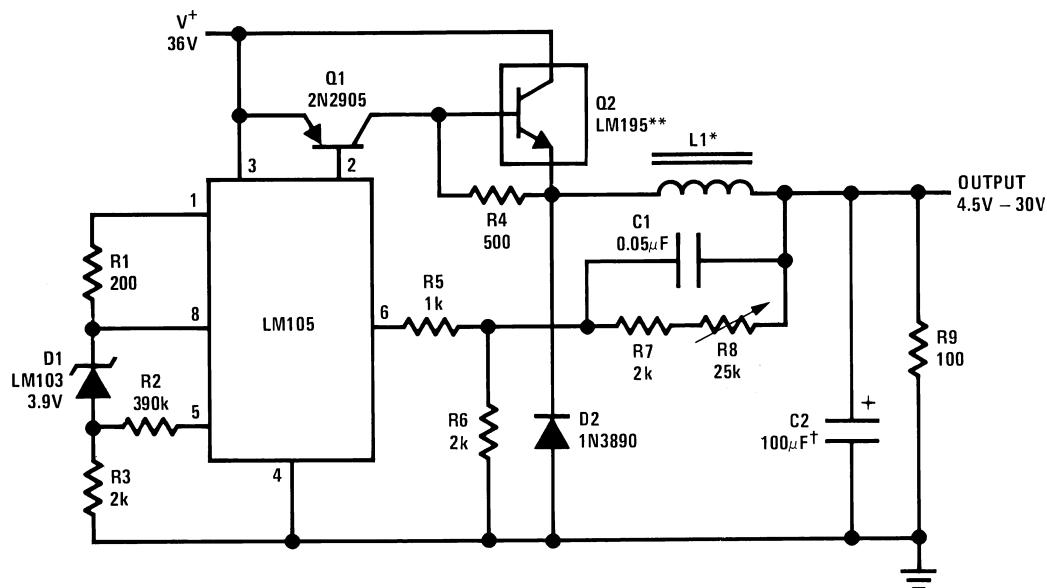 V+
36V
Q1
2N2905
Q2
LM195**
L1*
OUTPUT
4.5V – 30V
3
2
1
R4
500
C1
0.05μF
R1
200
R5
1k
8
LM105
6
R7
2k
R8
25k
R9
100
D1
LM103
3.9V
R2
390k
5
R6
2k
D2
1N3890
+
C2
100μF†
R3
2k
4